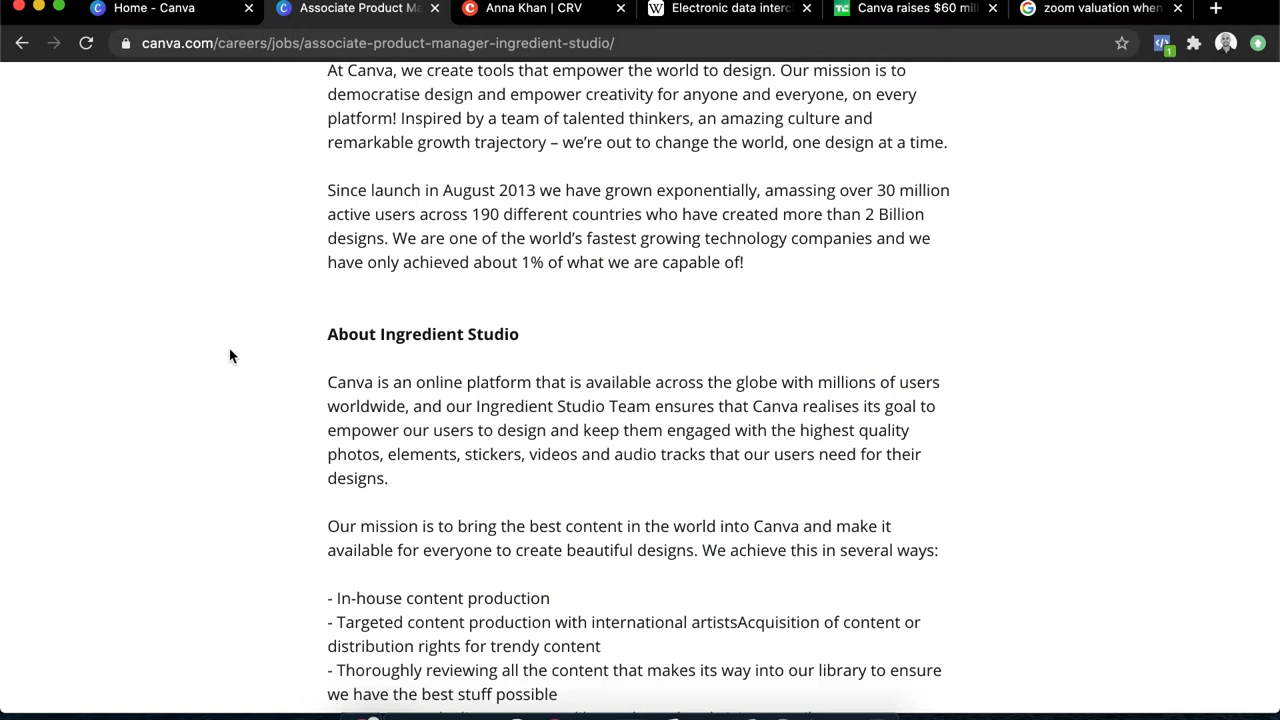 Home - Canva
Associate Product Ma
Anna Khan | CRV
Electronic data interc
Canva raises $60 mill
zoom valuation when
canva.com/careers/jobs/associate-product-manager-ingredient-studio/
1
At Canva, we create tools that empower the world to design. Our mission is to
democratise design and empower creativity for anyone and everyone, on every
platform! Inspired by a team of talented thinkers, an amazing culture and
remarkable growth trajectory – we’re out to change the world, one design at a time.
Since launch in August 2013 we have grown exponentially, amassing over 30 million
active users across 190 different countries who have created more than 2 Billion
designs. We are one of the world’s fastest growing technology companies and we
have only achieved about 1% of what we are capable of!
About Ingredient Studio
Canva is an online platform that is available across the globe with millions of users
worldwide, and our Ingredient Studio Team ensures that Canva realises its goal to
empower our users to design and keep them engaged with the highest quality
photos, elements, stickers, videos and audio tracks that our users need for their
designs.
Our mission is to bring the best content in the world into Canva and make it
available for everyone to create beautiful designs. We achieve this in several ways:
- In-house content production
- Targeted content production with international artistsAcquisition of content or
distribution rights for trendy content
- Thoroughly reviewing all the content that makes its way into our library to ensure
we have the best stuff possible